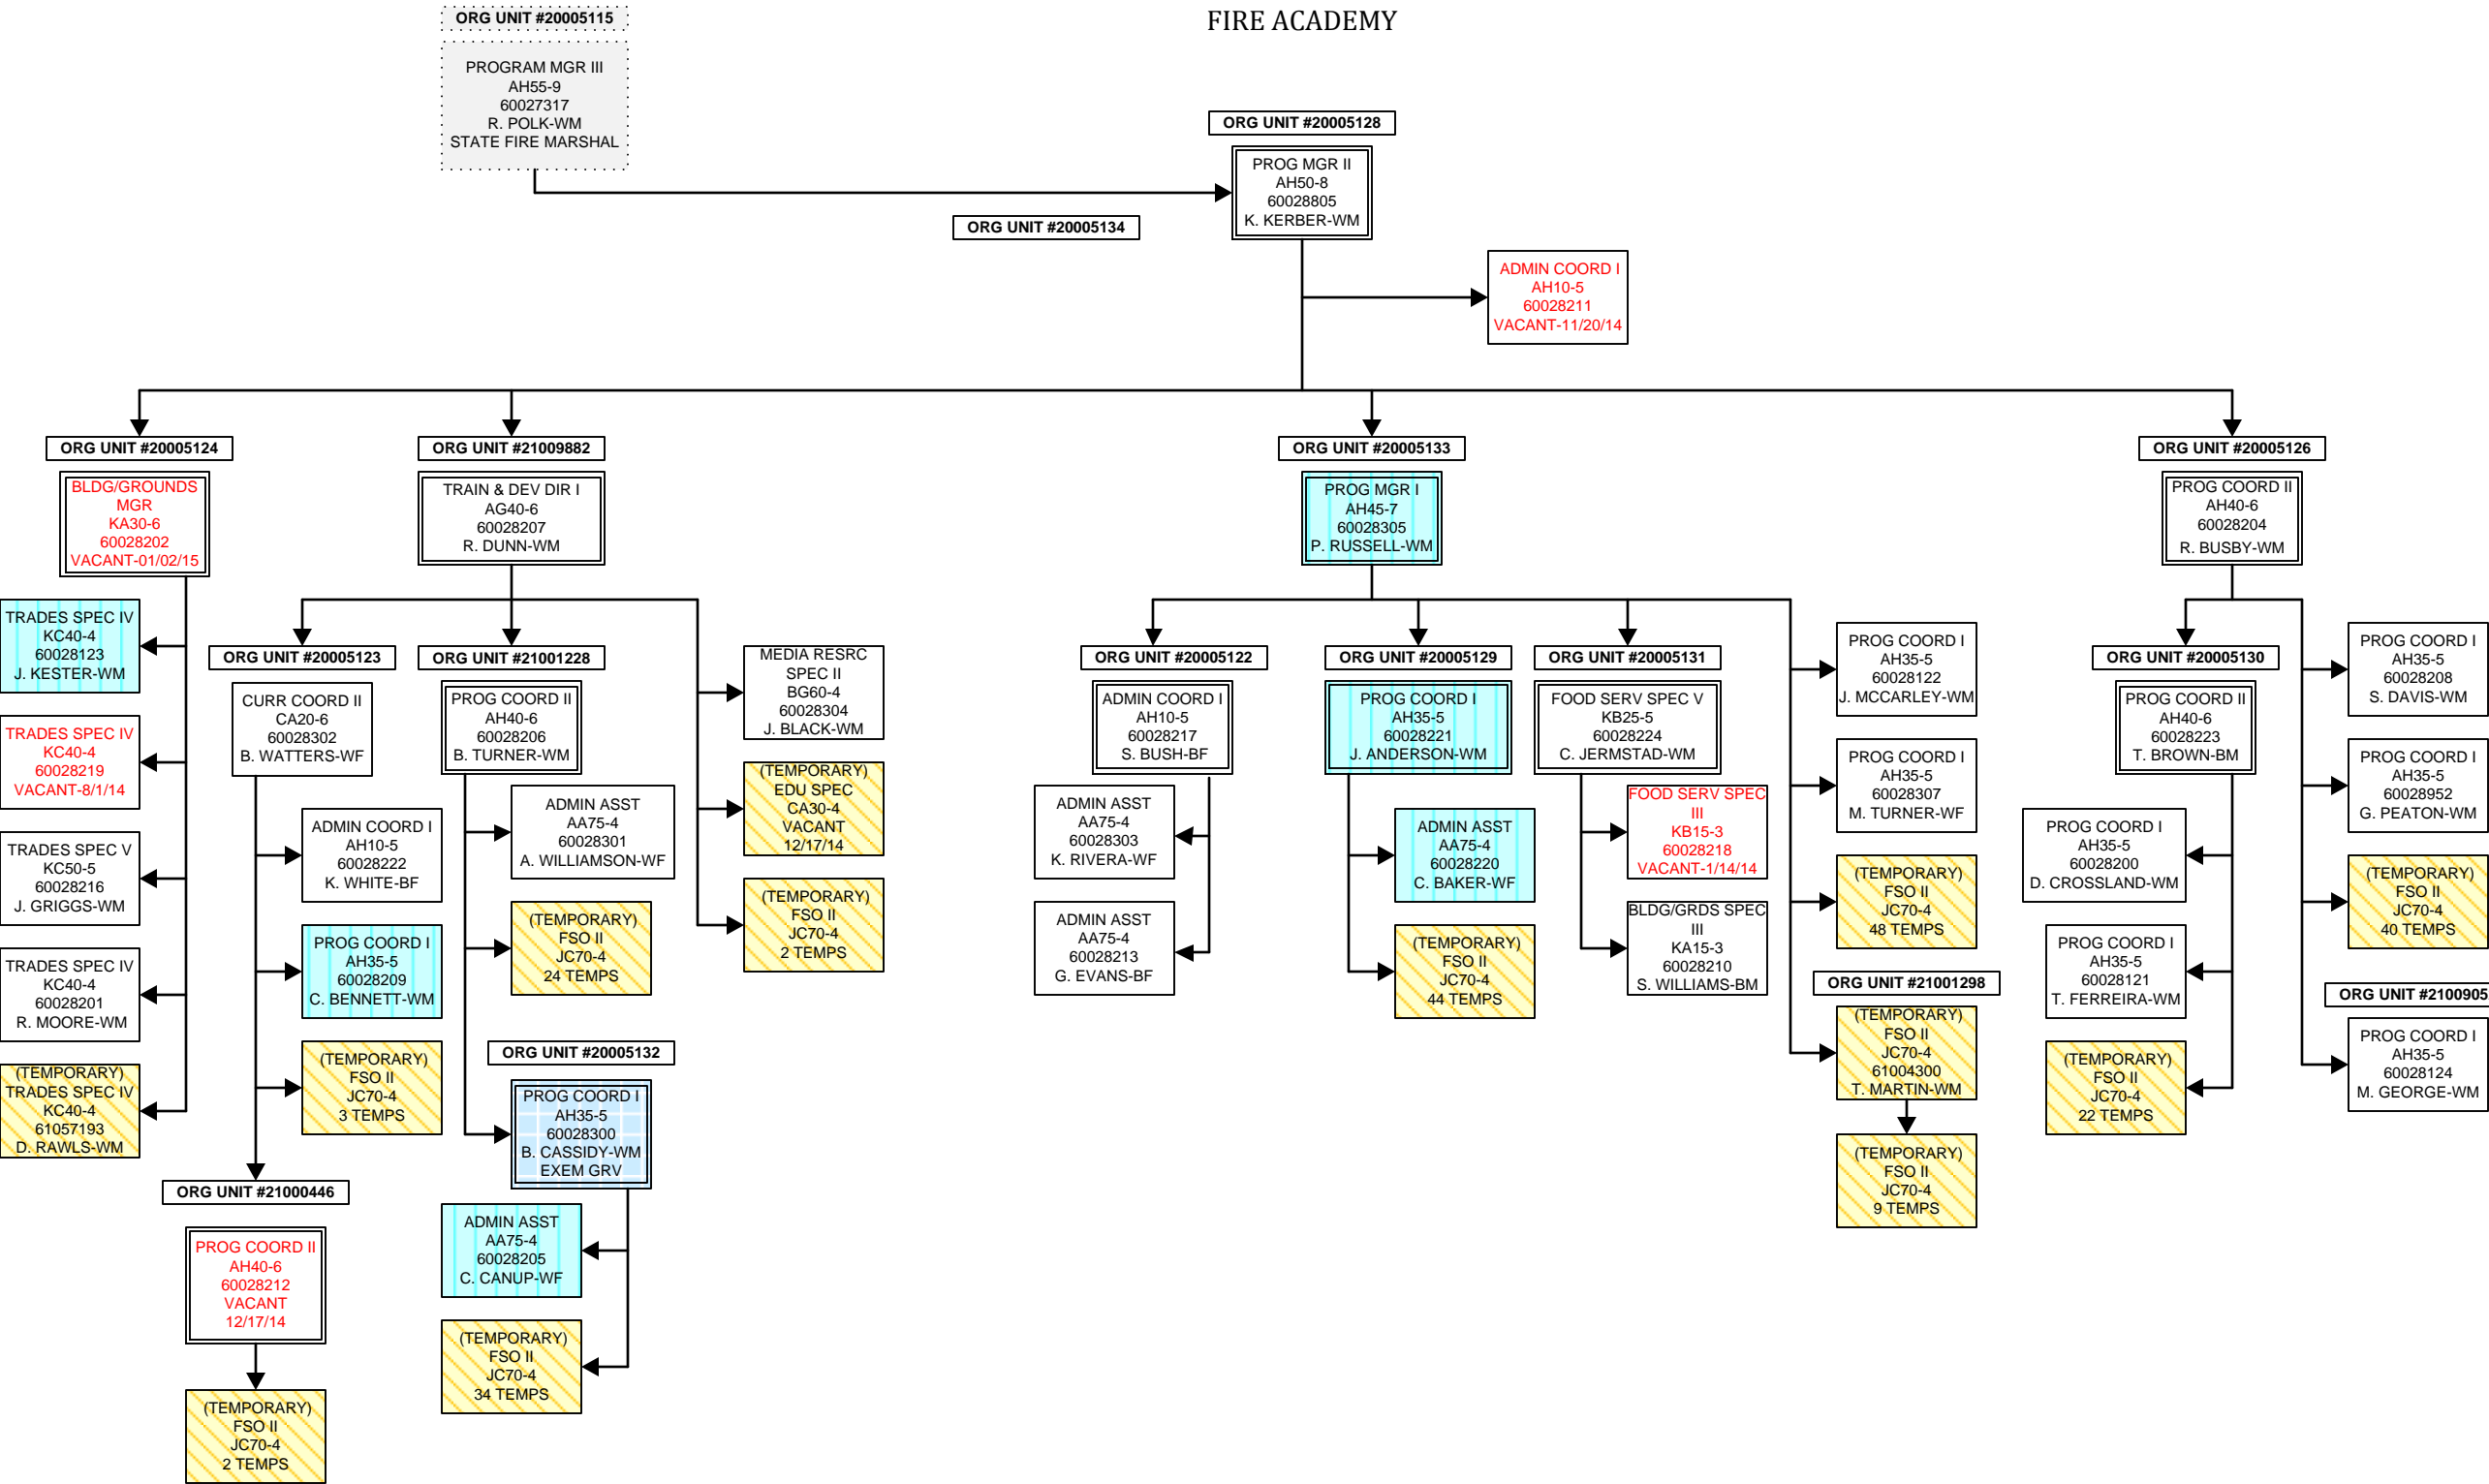 FIRE ACADEMY
ORG UNIT #20005115
PROGRAM MGR III
AH55-9
60027317
R. POLK-WM
STATE FIRE MARSHAL
ORG UNIT #20005128
PROG MGR II
AH50-8
60028805
K. KERBER-WM
ORG UNIT #20005134
ADMIN COORD I
AH10-5
60028211
VACANT-11/20/14
ORG UNIT #20005124
BLDG/GROUNDS
MGR
KA30-6
60028202
VACANT-01/02/15
TRADES SPEC IV
KC40-4
60028123
J. KESTER-WM
TRADES SPEC IV
KC40-4
60028219
VACANT-8/1/14
TRADES SPEC V
KC50-5
60028216
J. GRIGGS-WM
TRADES SPEC IV
KC40-4
60028201
R. MOORE-WM
(TEMPORARY)
TRADES SPEC IV
KC40-4
61057193
D. RAWLS-WM
ORG UNIT #21009882
TRAIN & DEV DIR I
AG40-6
60028207
R. DUNN-WM
ORG UNIT #20005123
CURR COORD II
CA20-6
60028302
B. WATTERS-WF
ADMIN COORD I
AH10-5
60028222
K. WHITE-BF
PROG COORD I
AH35-5
60028209
C. BENNETT-WM
(TEMPORARY)
FSO II
JC70-4
3 TEMPS
ORG UNIT #21000446
PROG COORD II
AH40-6
60028212
VACANT
12/17/14
(TEMPORARY)
FSO II
JC70-4
2 TEMPS
ORG UNIT #21001228
PROG COORD II
AH40-6
60028206
B. TURNER-WM
ADMIN ASST
AA75-4
60028301
A. WILLIAMSON-WF
(TEMPORARY)
FSO II
JC70-4
24 TEMPS
ORG UNIT #20005132
PROG COORD I
AH35-5
60028300
B. CASSIDY-WM
EXEM GRV
ADMIN ASST
AA75-4
60028205
C. CANUP-WF
(TEMPORARY)
FSO II
JC70-4
34 TEMPS
MEDIA RESRC
SPEC II
BG60-4
60028304
J. BLACK-WM
(TEMPORARY)
EDU SPEC
CA30-4
VACANT
12/17/14
(TEMPORARY)
FSO II
JC70-4
2 TEMPS
ORG UNIT #20005133
PROG MGR I
AH45-7
60028305
P. RUSSELL-WM
ORG UNIT #20005122
ADMIN COORD I
AH10-5
60028217
S. BUSH-BF
ADMIN ASST
AA75-4
60028303
K. RIVERA-WF
ADMIN ASST
AA75-4
60028213
G. EVANS-BF
ORG UNIT #20005129
PROG COORD I
AH35-5
60028221
J. ANDERSON-WM
ADMIN ASST
AA75-4
60028220
C. BAKER-WF
(TEMPORARY)
FSO II
JC70-4
44 TEMPS
ORG UNIT #20005131
FOOD SERV SPEC V
KB25-5
60028224
C. JERMSTAD-WM
FOOD SERV SPEC
III
KB15-3
60028218
VACANT-1/14/14
BLDG/GRDS SPEC
III
KA15-3
60028210
S. WILLIAMS-BM
PROG COORD I
AH35-5
60028122
J. MCCARLEY-WM
PROG COORD I
AH35-5
60028307
M. TURNER-WF
(TEMPORARY)
FSO II
JC70-4
48 TEMPS
ORG UNIT #21001298
(TEMPORARY)
FSO II
JC70-4
61004300
T. MARTIN-WM
(TEMPORARY)
FSO II
JC70-4
9 TEMPS
ORG UNIT #20005126
PROG COORD II
AH40-6
60028204
R. BUSBY-WM
ORG UNIT #20005130
PROG COORD II
AH40-6
60028223
T. BROWN-BM
PROG COORD I
AH35-5
60028200
D. CROSSLAND-WM
PROG COORD I
AH35-5
60028121
T. FERREIRA-WM
(TEMPORARY)
FSO II
JC70-4
22 TEMPS
PROG COORD I
AH35-5
60028208
S. DAVIS-WM
PROG COORD I
AH35-5
60028952
G. PEATON-WM
(TEMPORARY)
FSO II
JC70-4
40 TEMPS
ORG UNIT #2100905
PROG COORD I
AH35-5
60028124
M. GEORGE-WM